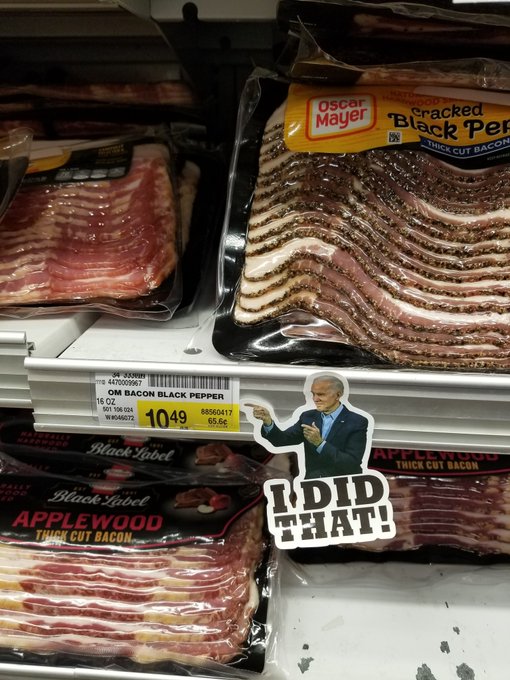 Oscar
Mayer
Cracked
Black Pep
THICK CUT BACON
4470009967
OM BACON BLACK PEPPER
16 OZ
501 106 024
10 49
88560417
65.6¢
I DID
THAT!
Black Label
APPLEWOOD
THICK CUT BACON
Black Label
APPLEWOOD
THICK CUT BACON